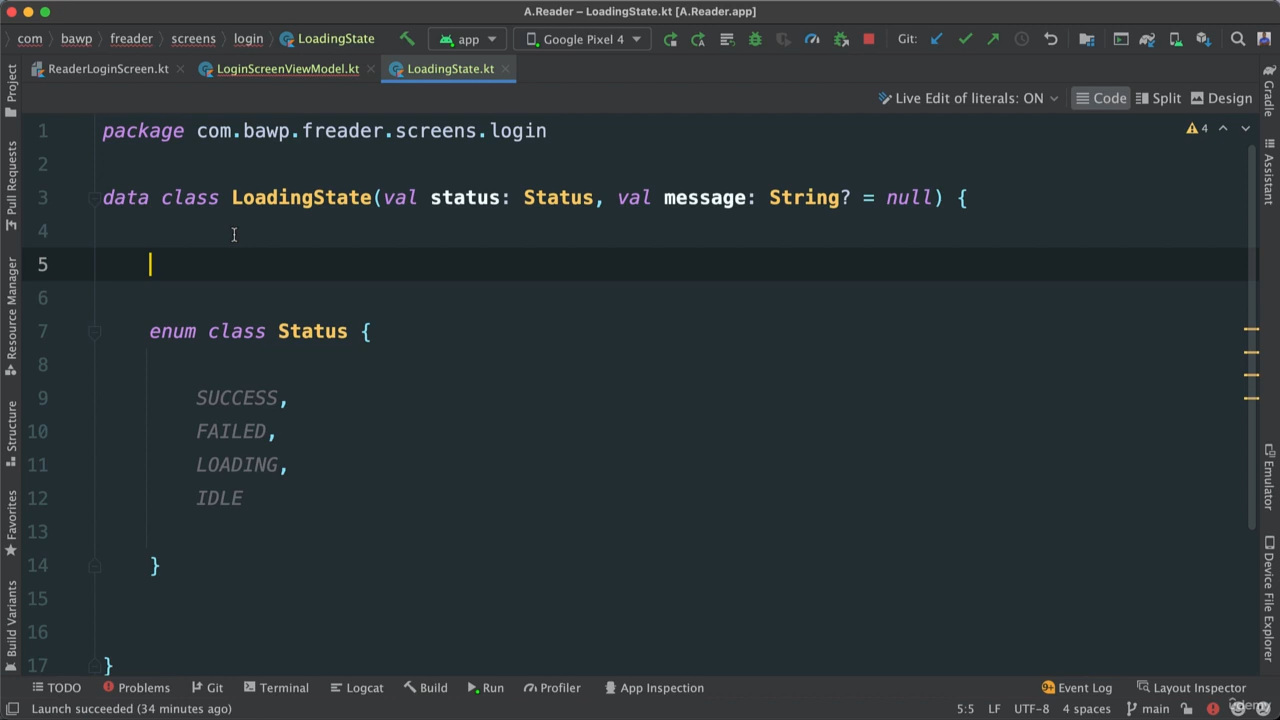 A.Reader – LoadingState.kt [A.Reader.app]
com bawp freader screens login LoadingState app Google Pixel 4 Git:
ReaderLoginScreen.kt LoginScreenViewModel.kt LoadingState.kt
Live Edit of literals: ON Code Split Design
1 package com.bawp.freader.screens.login
4
2
3 data class LoadingState(val status: Status, val message: String? = null) {
4
5
6
7 enum class Status {
8
9 SUCCESS,
10 FAILED,
11 LOADING,
12 IDLE
13
14 }
15
16
17 }
Project
Pull Requests
Resource Manager
Structure
Favorites
Build Variants
Gradle
Assistant
Emulator
Device File Explorer
TODO Problems Git Terminal Logcat Build Run Profiler App Inspection 9+ Event Log Layout Inspector
Launch succeeded (34 minutes ago) 5:5 LF UTF-8 4 spaces main
udemy